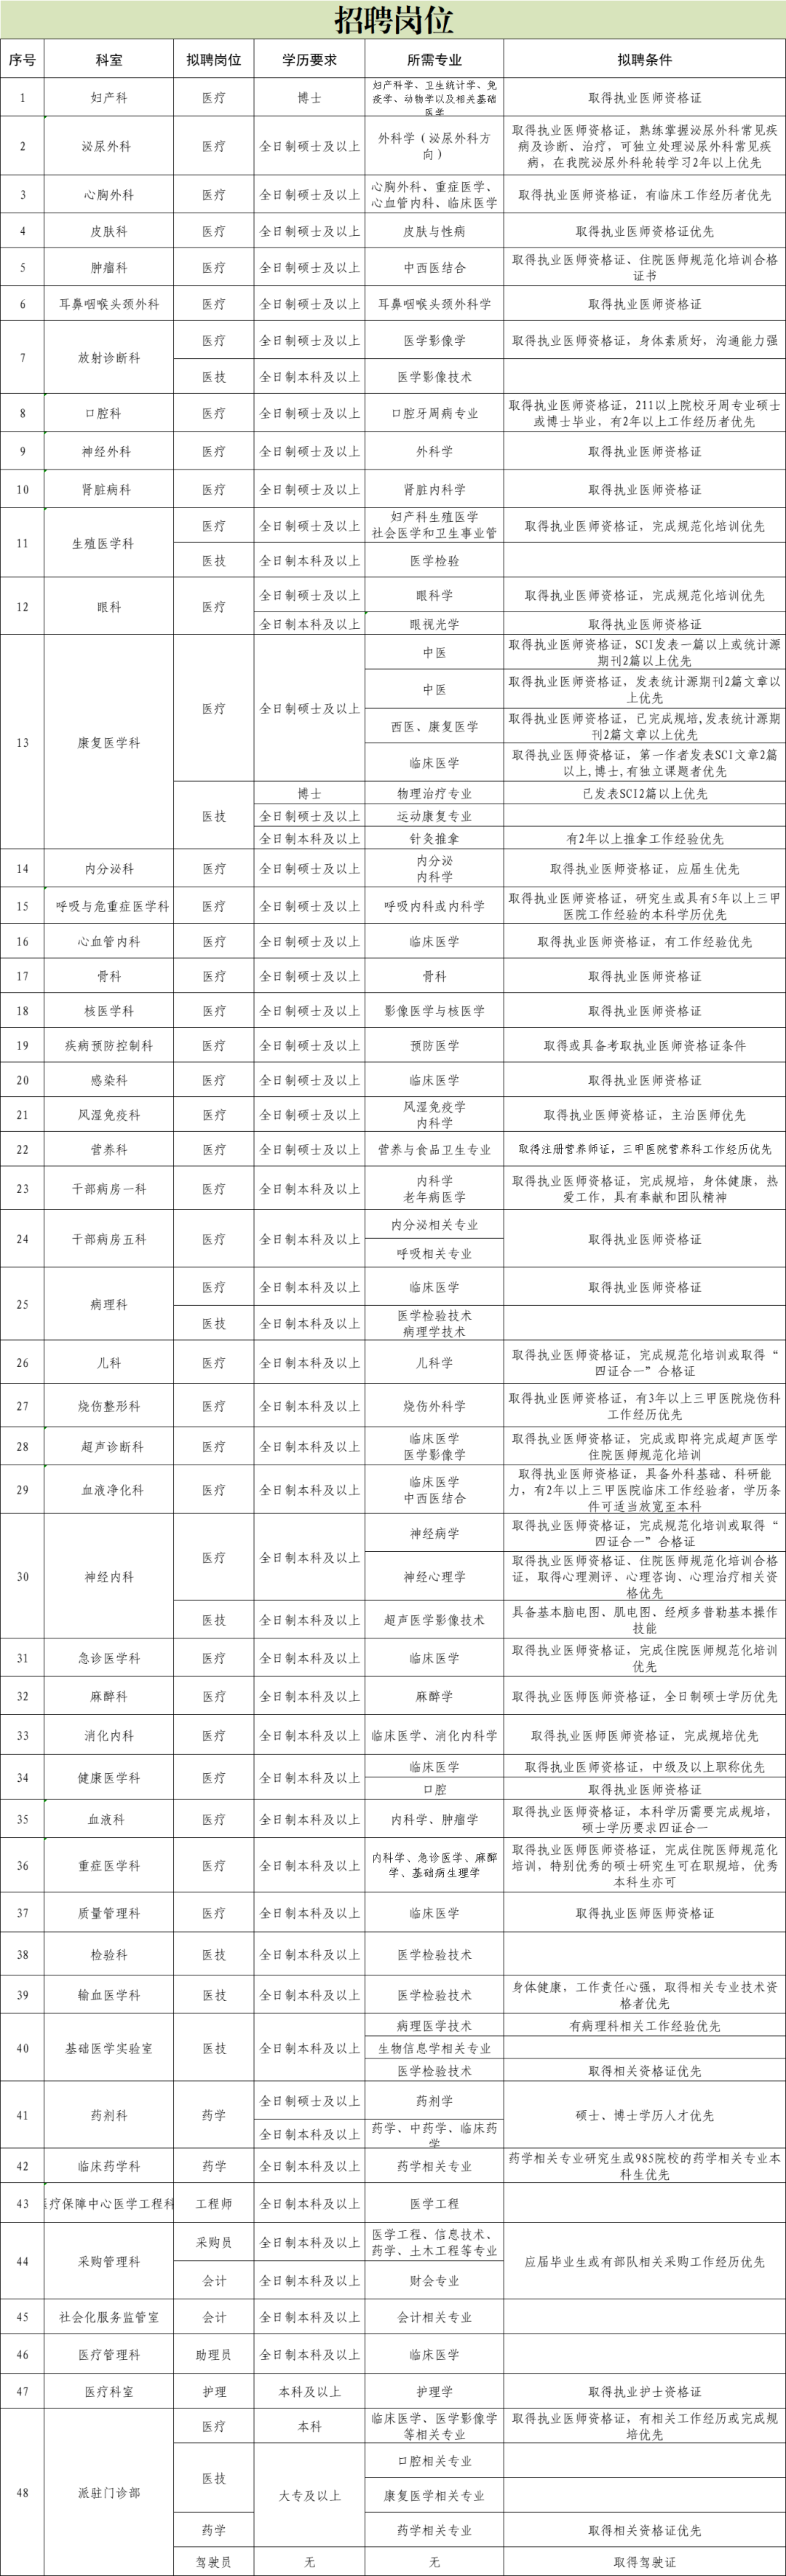 招聘岗位
序号 科室 拟聘岗位 学历要求 所需专业 拟聘条件
1 妇产科 医疗 博士 妇产科学、卫生统计学、免
疫学、动物学以及相关基础
医学 取得执业医师资格证
2 泌尿外科 医疗 全日制硕士及以上 外科学（泌尿外科方
向） 取得执业医师资格证，熟练掌握泌尿外科常见疾
病及诊断、治疗，可独立处理泌尿外科常见疾
病，在我院泌尿外科轮转学习2年以上优先
3 心胸外科 医疗 全日制硕士及以上 心胸外科、重症医学、
心血管内科、临床医学 取得执业医师资格证，有临床工作经历者优先
4 皮肤科 医疗 全日制硕士及以上 皮肤与性病 取得执业医师资格证优先
5 肿瘤科 医疗 全日制硕士及以上 中西医结合 取得执业医师资格证、住院医师规范化培训合格
证书
6 耳鼻咽喉头颈外科 医疗 全日制硕士及以上 耳鼻咽喉头颈外科学 取得执业医师资格证
7 放射诊断科 医疗 全日制硕士及以上 医学影像学 取得执业医师资格证，身体素质好，沟通能力强
医技 全日制本科及以上 医学影像技术
8 口腔科 医疗 全日制硕士及以上 口腔牙周病专业 取得执业医师资格证，211以上院校牙周专业硕士
或博士毕业，有2年以上工作经历者优先
9 神经外科 医疗 全日制硕士及以上 外科学 取得执业医师资格证
10 肾脏病科 医疗 全日制硕士及以上 肾脏内科学 取得执业医师资格证
11 生殖医学科 医疗 全日制硕士及以上 妇产科生殖医学
社会医学和卫生事业管 取得执业医师资格证，完成规范化培训优先
医技 全日制本科及以上 医学检验
12 眼科 医疗 全日制硕士及以上 眼科学 取得执业医师资格证，完成规范化培训优先
全日制本科及以上 眼视光学 取得执业医师资格证
13 康复医学科 医疗 全日制硕士及以上 中医 取得执业医师资格证，SCI发表一篇以上或统计源
期刊2篇以上优先
中医 取得执业医师资格证，发表统计源期刊2篇文章以
上优先
西医、康复医学 取得执业医师资格证，已完成规培,发表统计源期
刊2篇文章以上优先
临床医学 取得执业医师资格证，第一作者发表SCI文章2篇
以上,博士,有独立课题者优先
医技 博士 物理治疗专业 已发表SCI2篇以上优先
全日制硕士及以上 运动康复专业
全日制本科及以上 针灸推拿 有2年以上推拿工作经验优先
14 内分泌科 医疗 全日制硕士及以上 内分泌
内科学 取得执业医师资格证，应届生优先
15 呼吸与危重症医学科 医疗 全日制硕士及以上 呼吸内科或内科学 取得执业医师资格证，研究生或具有5年以上三甲
医院工作经验的本科学历优先
16 心血管内科 医疗 全日制硕士及以上 临床医学 取得执业医师资格证，有工作经验优先
17 骨科 医疗 全日制硕士及以上 骨科 取得执业医师资格证
18 核医学科 医疗 全日制硕士及以上 影像医学与核医学 取得执业医师资格证
19 疾病预防控制科 医疗 全日制硕士及以上 预防医学 取得或具备考取执业医师资格证条件
20 感染科 医疗 全日制硕士及以上 临床医学 取得执业医师资格证
21 风湿免疫科 医疗 全日制硕士及以上 风湿免疫学
内科学 取得执业医师资格证，主治医师优先
22 营养科 医疗 全日制硕士及以上 营养与食品卫生专业 取得注册营养师证，三甲医院营养科工作经历优先
23 干部病房一科 医疗 全日制本科及以上 内科学
老年病医学 取得执业医师资格证，完成规培，身体健康，热
爱工作，具有奉献和团队精神
24 干部病房五科 医疗 全日制本科及以上 内分泌相关专业 取得执业医师资格证
呼吸相关专业
25 病理科 医疗 全日制本科及以上 临床医学 取得执业医师资格证
医技 全日制本科及以上 医学检验技术
病理学技术
26 儿科 医疗 全日制本科及以上 儿科学 取得执业医师资格证，完成规范化培训或取得“
四证合一”合格证
27 烧伤整形科 医疗 全日制本科及以上 烧伤外科学 取得执业医师资格证，有3年以上三甲医院烧伤科
工作经历优先
28 超声诊断科 医疗 全日制本科及以上 临床医学
医学影像学 取得执业医师资格证，完成或即将完成超声医学
住院医师规范化培训
29 血液净化科 医疗 全日制本科及以上 临床医学
中西医结合 取得执业医师资格证，具备外科基础、科研能
力，有2年以上三甲医院临床工作经验者，学历条
件可适当放宽至本科
30 神经内科 医疗 全日制本科及以上 神经病学 取得执业医师资格证，完成规范化培训或取得“
四证合一”合格证
神经心理学 取得执业医师资格证、住院医师规范化培训合格
证，取得心理测评、心理咨询、心理治疗相关资
格优先
医技 全日制本科及以上 超声医学影像技术 具备基本脑电图、肌电图、经颅多普勒基本操作
技能
31 急诊医学科 医疗 全日制本科及以上 临床医学 取得执业医师资格证，完成住院医师规范化培训
优先
32 麻醉科 医疗 全日制本科及以上 麻醉学 取得执业医师医师资格证，全日制硕士学历优先
33 消化内科 医疗 全日制本科及以上 临床医学、消化内科学 取得执业医师医师资格证，完成规培优先
34 健康医学科 医疗 全日制本科及以上 临床医学 取得执业医师资格证，中级及以上职称优先
口腔 取得执业医师资格证
35 血液科 医疗 全日制本科及以上 内科学、肿瘤学 取得执业医师资格证，本科学历需要完成规培，
硕士学历要求四证合一
36 重症医学科 医疗 全日制本科及以上 内科学、急诊医学、麻醉
学、基础病生理学 取得执业医师医师资格证，完成住院医师规范化
培训，特别优秀的硕士研究生可在职规培，优秀
本科生亦可
37 质量管理科 医疗 全日制本科及以上 临床医学 取得执业医师医师资格证
38 检验科 医技 全日制本科及以上 医学检验技术
39 输血医学科 医技 全日制本科及以上 医学检验技术 身体健康，工作责任心强，取得相关专业技术资
格者优先
40 基础医学实验室 医技 全日制本科及以上 病理医学技术 有病理科相关工作经验优先
生物信息学相关专业
医学检验技术 取得相关资格证优先
41 药剂科 药学 全日制硕士及以上 药剂学 硕士、博士学历人才优先
全日制本科及以上 药学、中药学、临床药
学
42 临床药学科 药学 全日制本科及以上 药学相关专业 药学相关专业研究生或985院校的药学相关专业本
科生优先
43 医疗保障中心医学工程科 工程师 全日制本科及以上 医学工程
44 采购管理科 采购员 全日制本科及以上 医学工程、信息技术、
药学、土木工程等专业 应届毕业生或有部队相关采购工作经历优先
会计 全日制本科及以上 财会专业
45 社会化服务监管室 会计 全日制本科及以上 会计相关专业
46 医疗管理科 助理员 全日制本科及以上 临床医学
47 医疗科室 护理 本科及以上 护理学 取得执业护士资格证
48 派驻门诊部 医疗 本科 临床医学、医学影像学
等相关专业 取得执业医师资格证，有相关工作经历或完成规
培优先
医技 大专及以上 口腔相关专业
康复医学相关专业
药学 药学相关专业 取得相关资格证优先
驾驶员 无 无 取得驾驶证